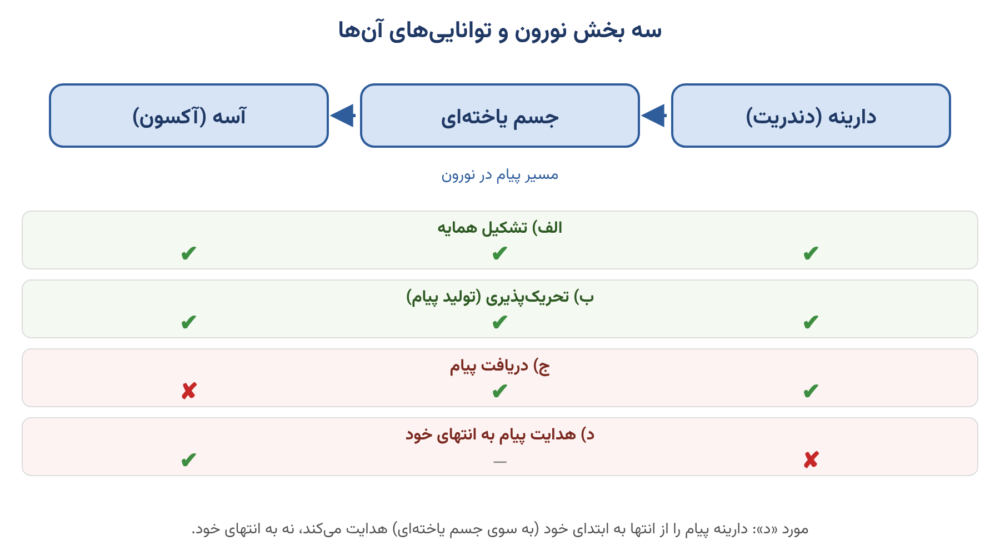 سه بخش نورون و توانایی‌های آن‌ها
دارینه (دندریت)
جسم یاخته‌ای
آسه (آکسون)
مسیر پیام در نورون
الف) تشکیل همایه
✔ ✔ ✔
ب) تحریک‌پذیری (تولید پیام)
✔ ✔ ✔
ج) دریافت پیام
✔ ✔ ✘
د) هدایت پیام به انتهای خود
✘ — ✔
مورد «د»: دارینه پیام را از انتها به ابتدای خود (به سوی جسم یاخته‌ای) هدایت می‌کند، نه به انتهای خود.